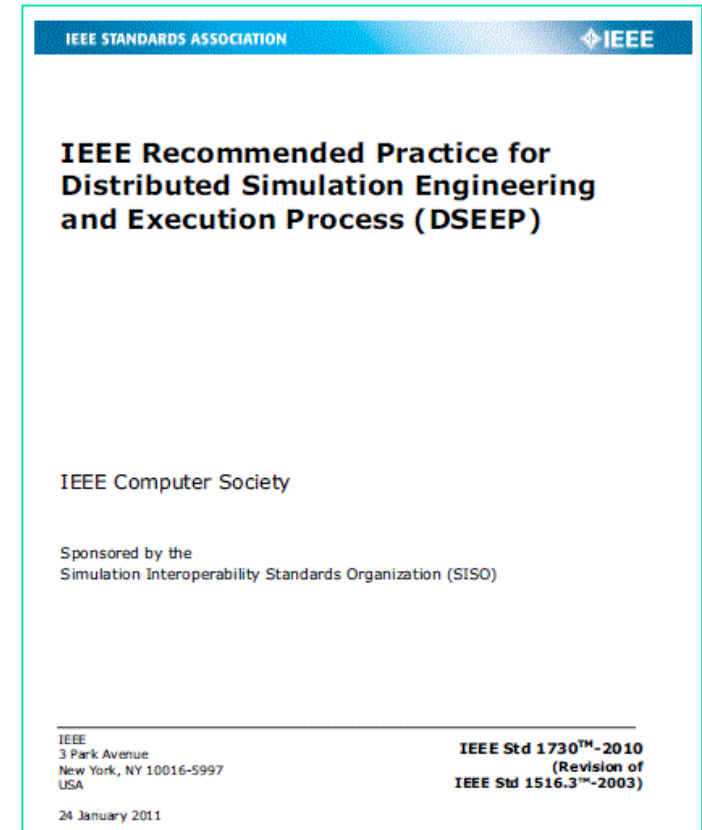 IEEE STANDARDS ASSOCIATION
IEEE
IEEE Recommended Practice for
Distributed Simulation Engineering
and Execution Process (DSEEP)
IEEE Computer Society
Sponsored by the
Simulation Interoperability Standards Organization (SISO)
IEEE
3 Park Avenue
New York, NY 10016-5997
USA
24 January 2011
IEEE Std 1730™-2010
(Revision of
IEEE Std 1516.3™-2003)